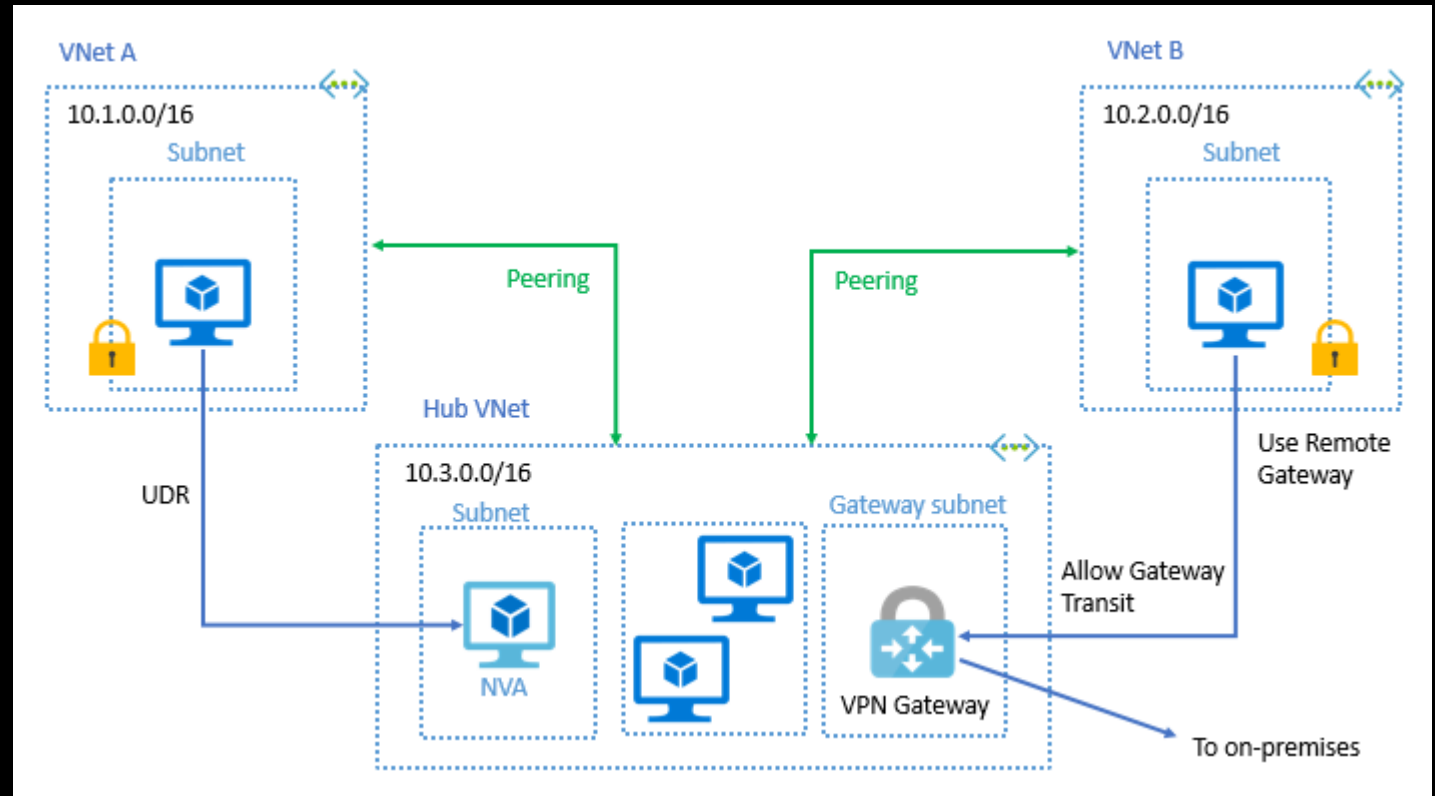 VNet A
10.1.0.0/16
Subnet
VNet B
10.2.0.0/16
Subnet
Peering
Peering
UDR
Hub VNet
10.3.0.0/16
Subnet
NVA
Gateway subnet
VPN Gateway
Use Remote
Gateway
Allow Gateway
Transit
To on-premises